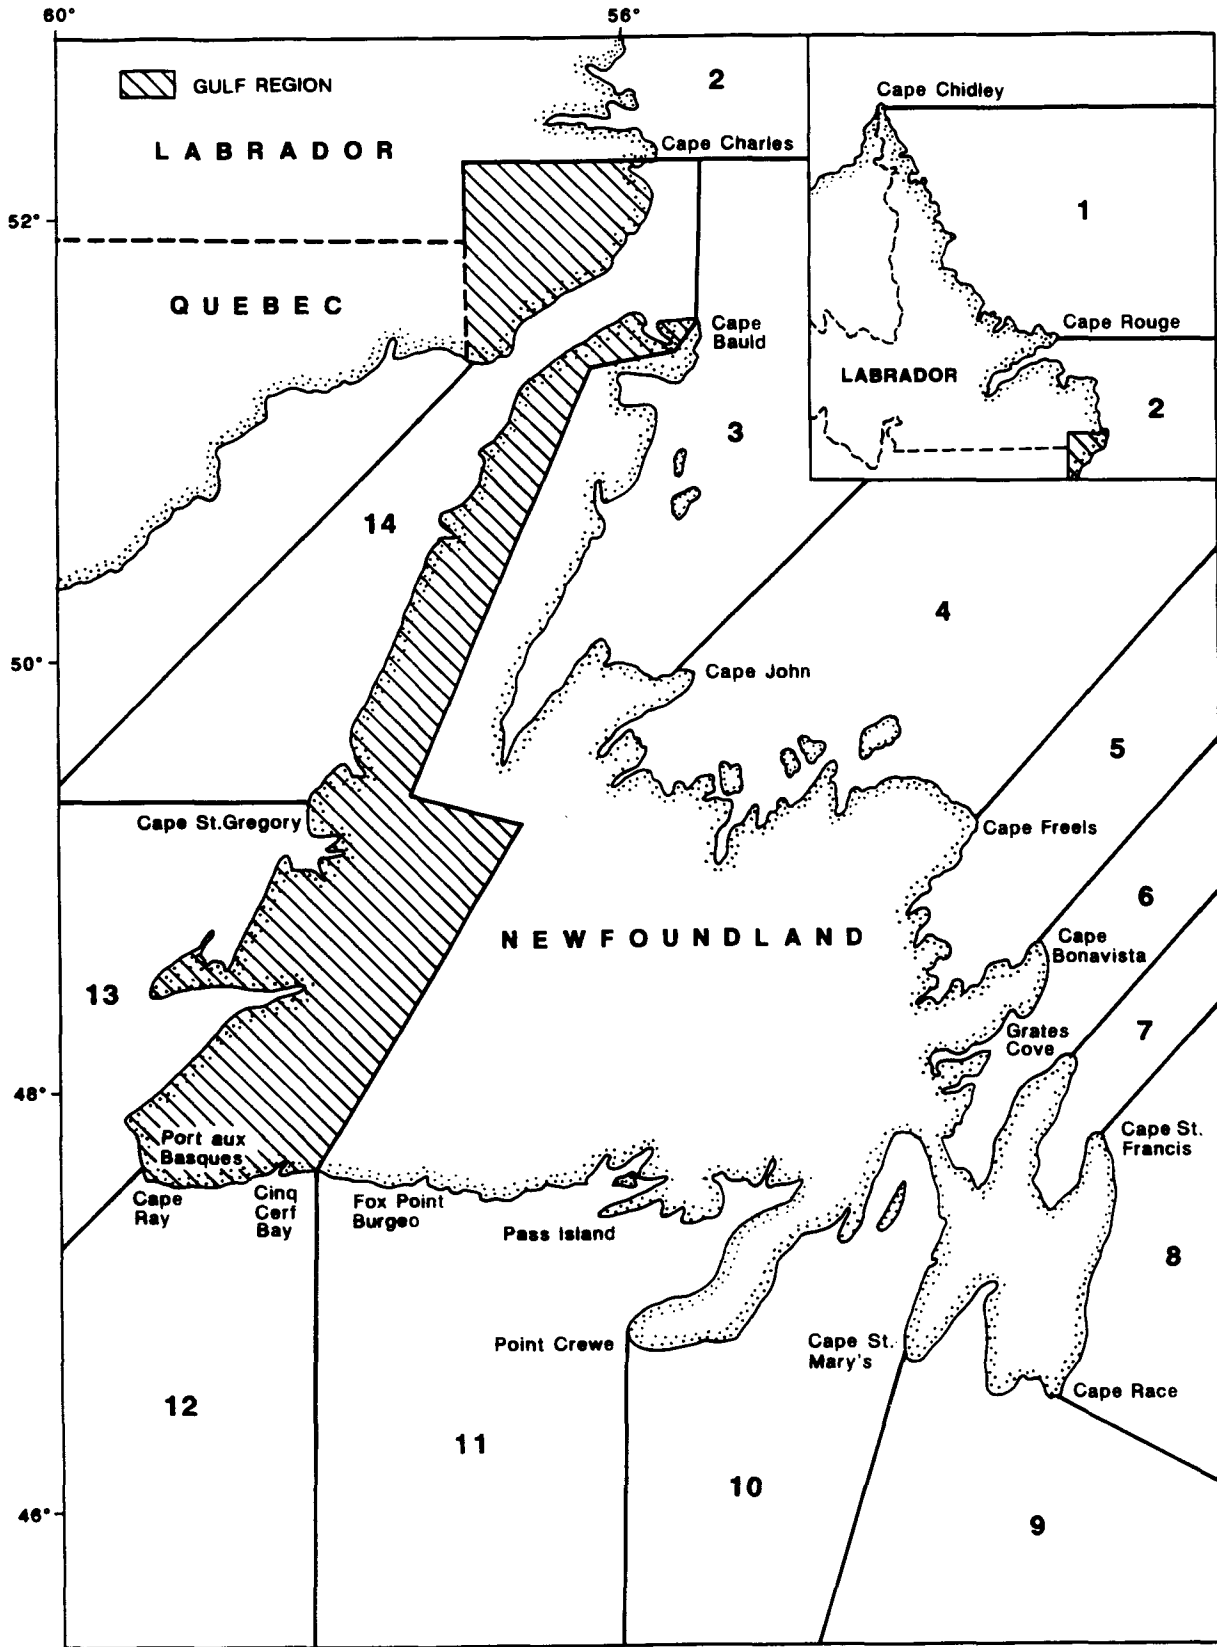 60°
56°
GULF REGION
2
Cape Chidley
LABRADOR
Cape Charles
1
52°
QUEBEC
Cape
Bauld
Cape Rouge
LABRADOR
2
3
14
4
50°
Cape John
5
Cape St.Gregory
Cape Freels
6
NEWFOUNDLAND
Cape
Bonavista
13
Grates
Cove
7
48°
Port aux
Basques
Cape St.
Francis
Cape
Ray
Cinq
Cerf
Bay
Fox Point
Burgeo
Pass Island
8
Point Crewe
Cape St.
Mary's
Cape Race
12
11
10
46°
9